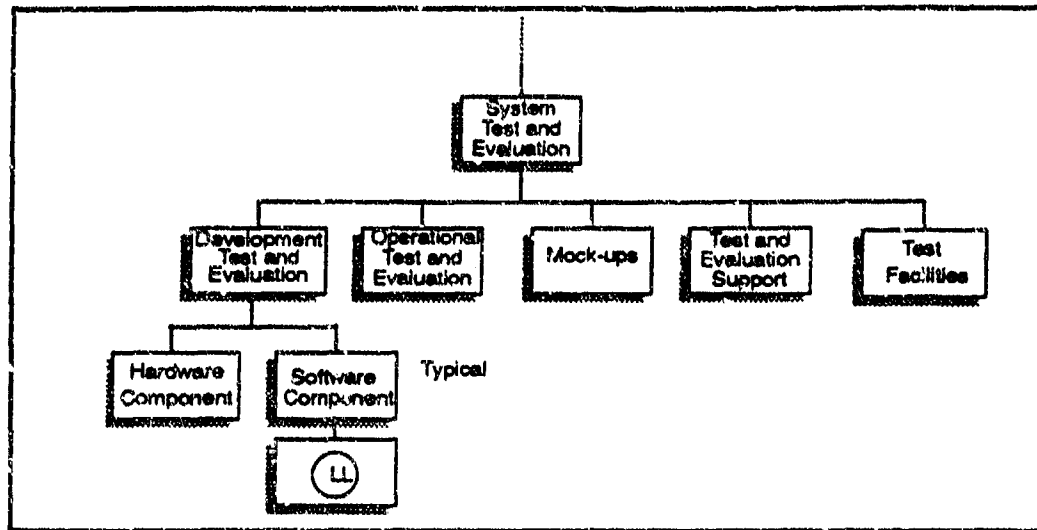 System
Test and
Evaluation
Development
Test and
Evaluation
Operational
Test and
Evaluation
Mock-ups
Test and
Evaluation
Support
Test
Facilities
Hardware
Component
Software
Component
Typical
LL